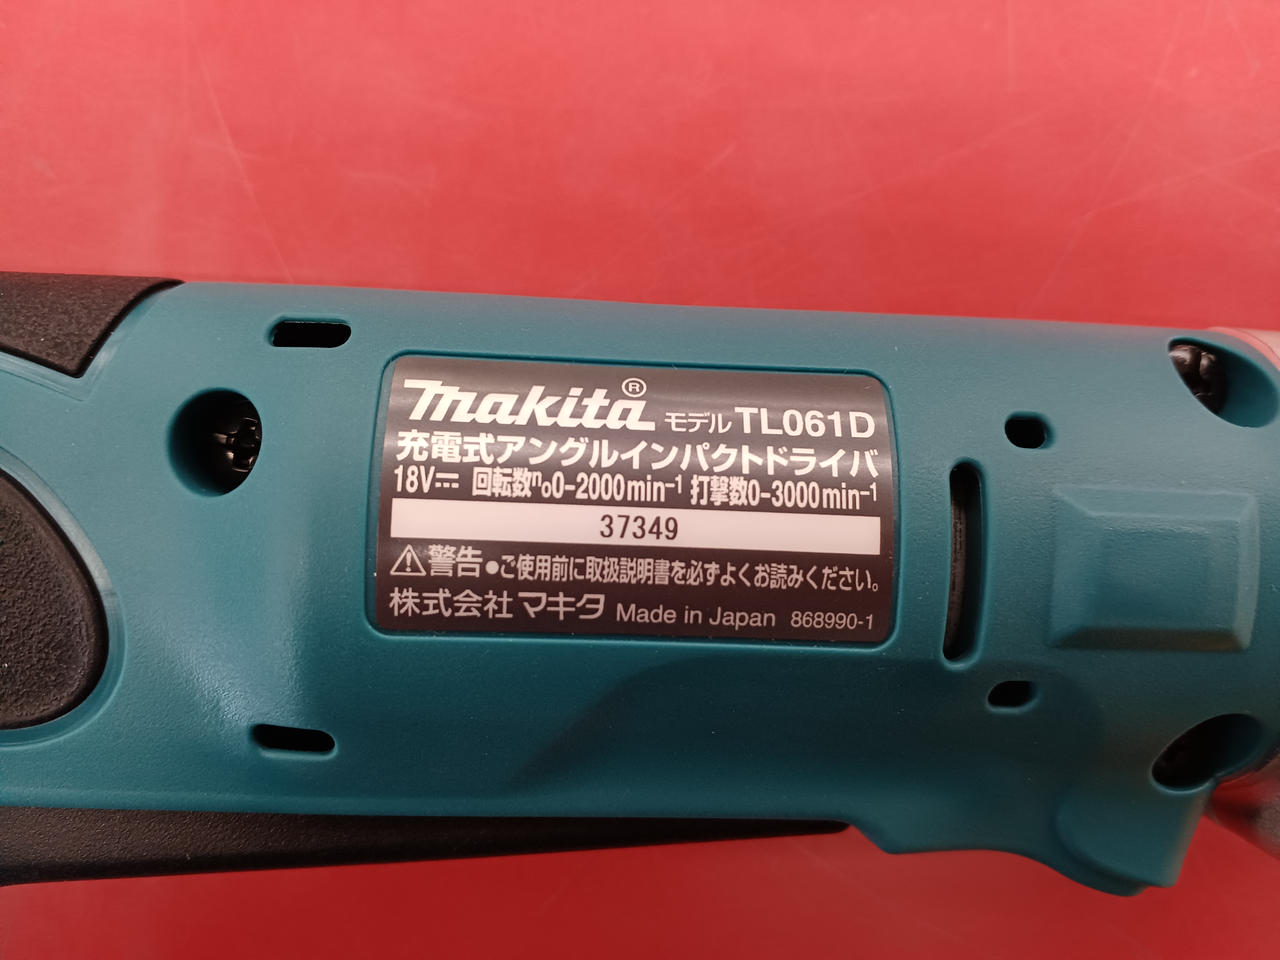 makita® モデル TL061D
充電式アングルインパクトドライバ
18V⎓ 回転数n₀0-2000min⁻¹ 打撃数0-3000min⁻¹
37349
⚠警告 ●ご使用前に取扱説明書を必ずよくお読みください。
株式会社マキタ Made in Japan 868990-1